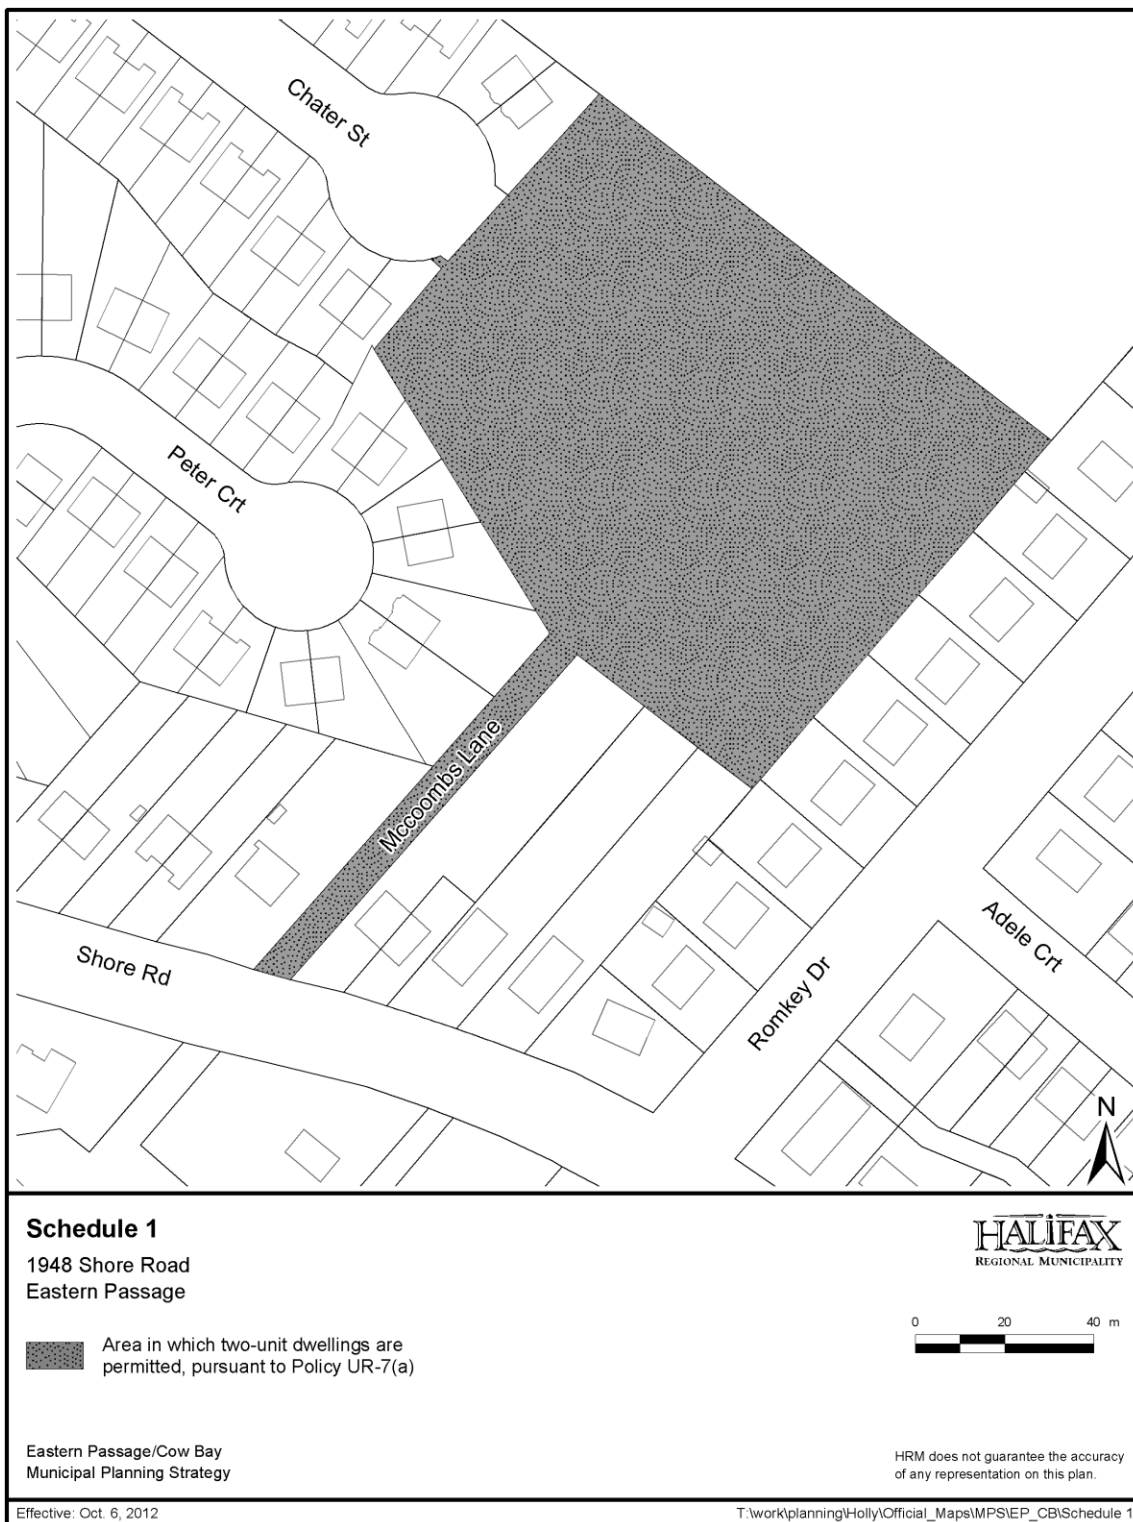 Chater St
Peter Crt
Mccoombs Lane
Shore Rd
Adele Crt
Romkey Dr
N
Schedule 1
1948 Shore Road
Eastern Passage
HALIFAX
REGIONAL MUNICIPALITY
0 20 40 m
Area in which two-unit dwellings are
permitted, pursuant to Policy UR-7(a)
Eastern Passage/Cow Bay
Municipal Planning Strategy
HRM does not guarantee the accuracy
of any representation on this plan.
Effective: Oct. 6, 2012
T:\work\planning\Holly\Official_Maps\MPS\EP_CB\Schedule 1